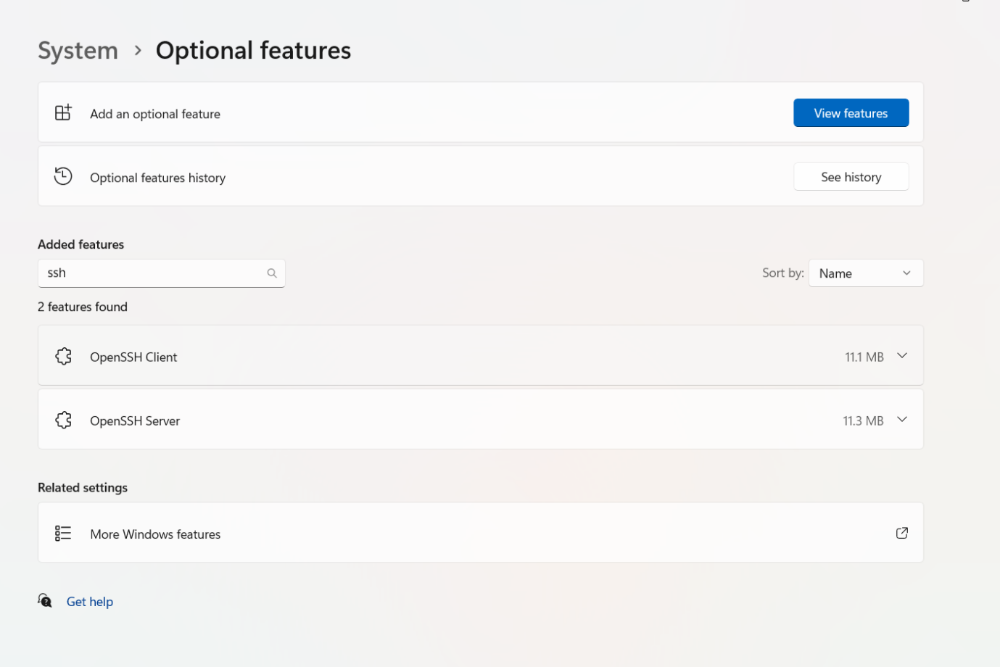 System > Optional features
Add an optional feature
View features
Optional features history
See history
Added features
ssh
Sort by: Name
2 features found
OpenSSH Client
11.1 MB
OpenSSH Server
11.3 MB
Related settings
More Windows features
Get help